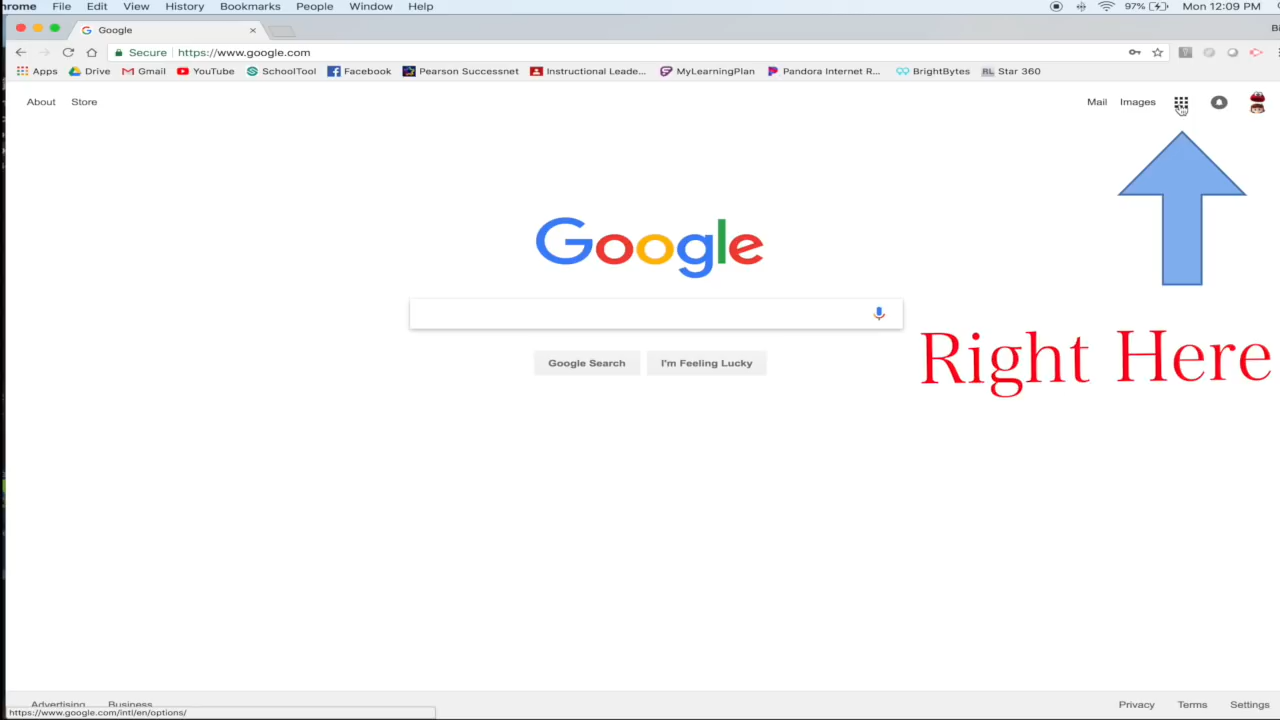 hrome File Edit View History Bookmarks People Window Help 97% Mon 12:09 PM
Google
Secure https://www.google.com
Apps Drive Gmail YouTube SchoolTool Facebook Pearson Successnet Instructional Leade... MyLearningPlan Pandora Internet R... BrightBytes RL Star 360
About Store Mail Images
Google
Google Search I'm Feeling Lucky
Right Here
Advertising Business Privacy Terms Settings
https://www.google.com/intl/en/options/